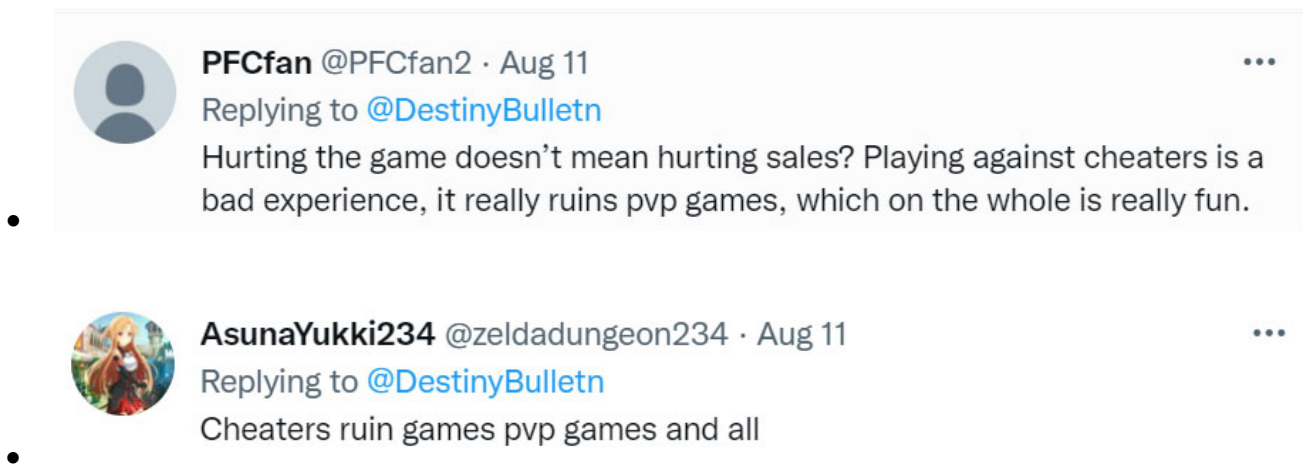 PFCfan @PFCfan2 · Aug 11
Replying to @DestinyBulletn
Hurting the game doesn’t mean hurting sales? Playing against cheaters is a
bad experience, it really ruins pvp games, which on the whole is really fun.
AsunaYukki234 @zeldadungeon234 · Aug 11
Replying to @DestinyBulletn
Cheaters ruin games pvp games and all